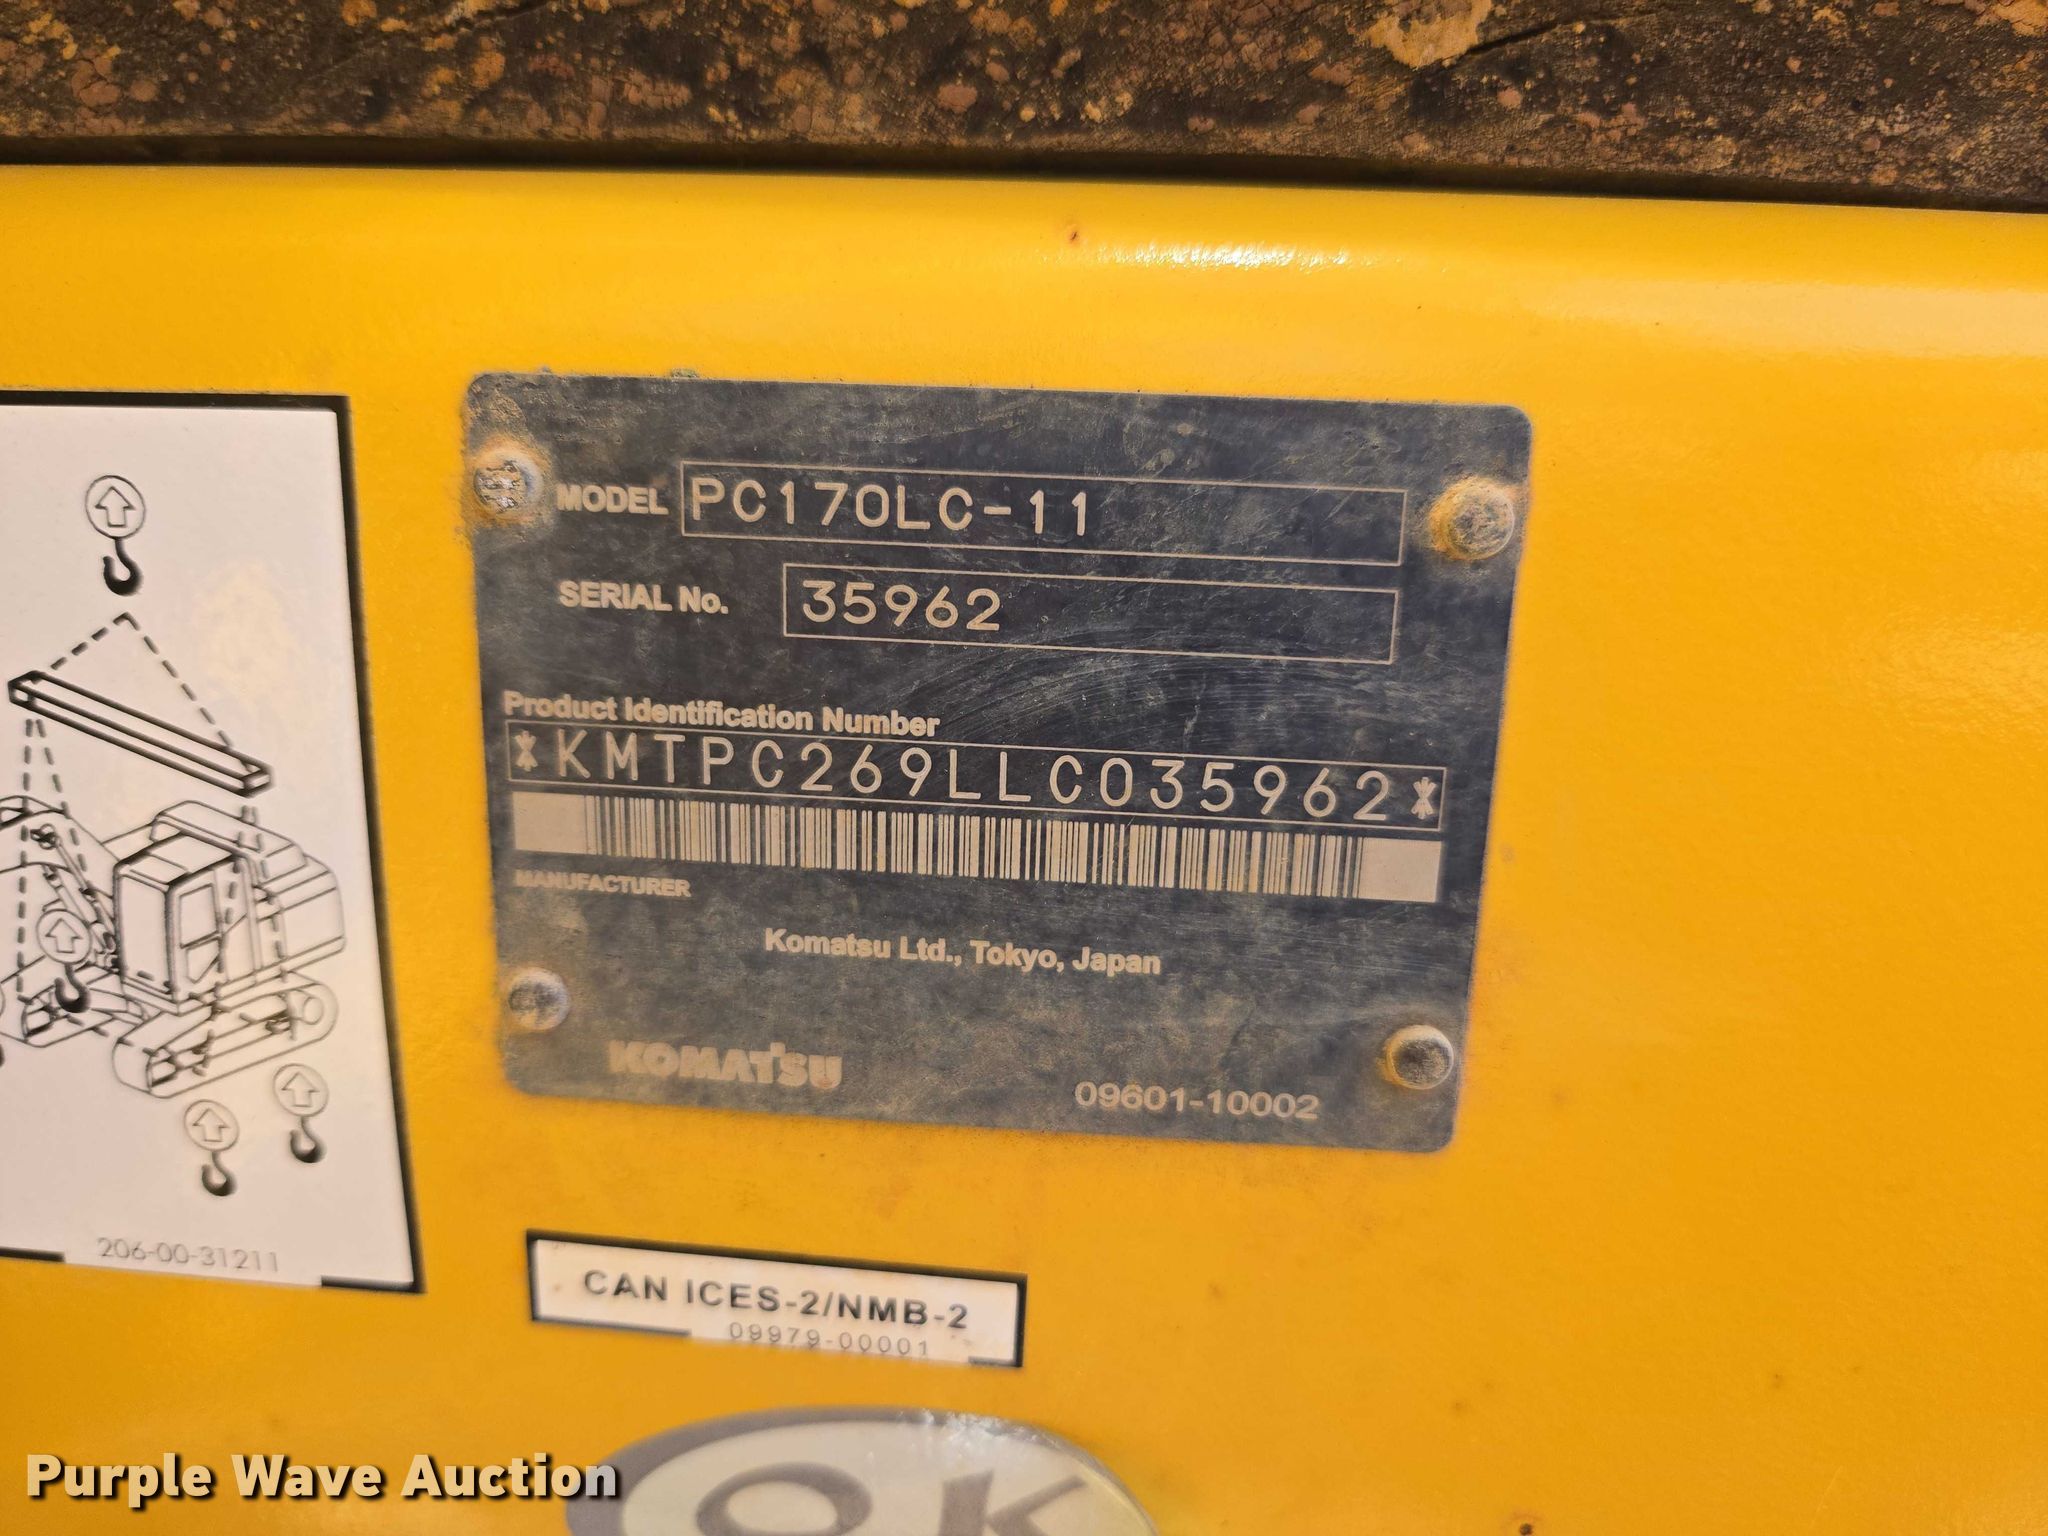 MODEL PC170LC-11
SERIAL No. 35962
Product Identification Number
*KMTPC269LLC035962*
MANUFACTURER
Komatsu Ltd., Tokyo, Japan
KOMATSU
09601-10002
206-00-31211
CAN ICES-2/NMB-2
09979-00001
OK
Purple Wave Auction